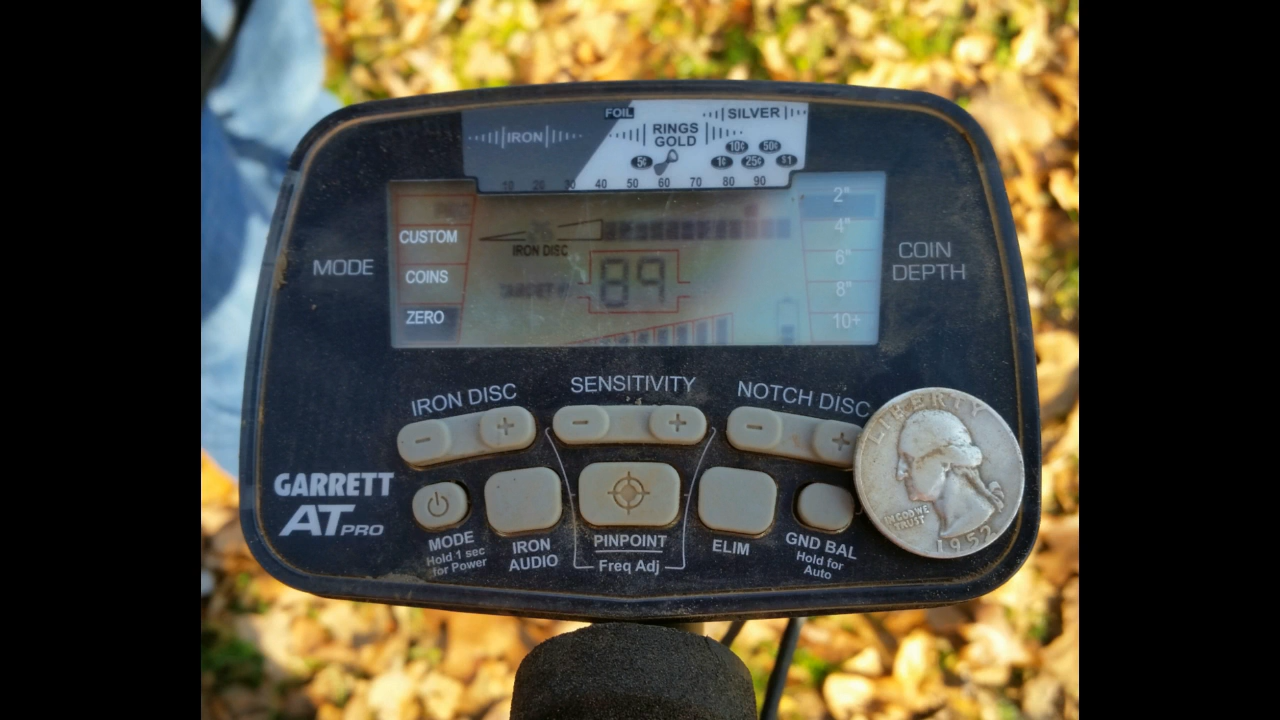 FOIL
SILVER
IRON
RINGS
GOLD
10¢ 50¢
5¢ 1¢ 25¢ $1
10 20 30 40 50 60 70 80 90
MODE
CUSTOM
COINS
ZERO
IRON DISC
TARGET ID
89
2"
4"
6"
8"
10+
COIN
DEPTH
IRON DISC
SENSITIVITY
NOTCH DISC
- +
- +
- +
GARRETT
AT PRO
MODE
Hold 1 sec
for Power
IRON
AUDIO
PINPOINT
Freq Adj
ELIM
GND BAL
Hold for
Auto
LIBERTY
IN GOD WE
TRUST
1952